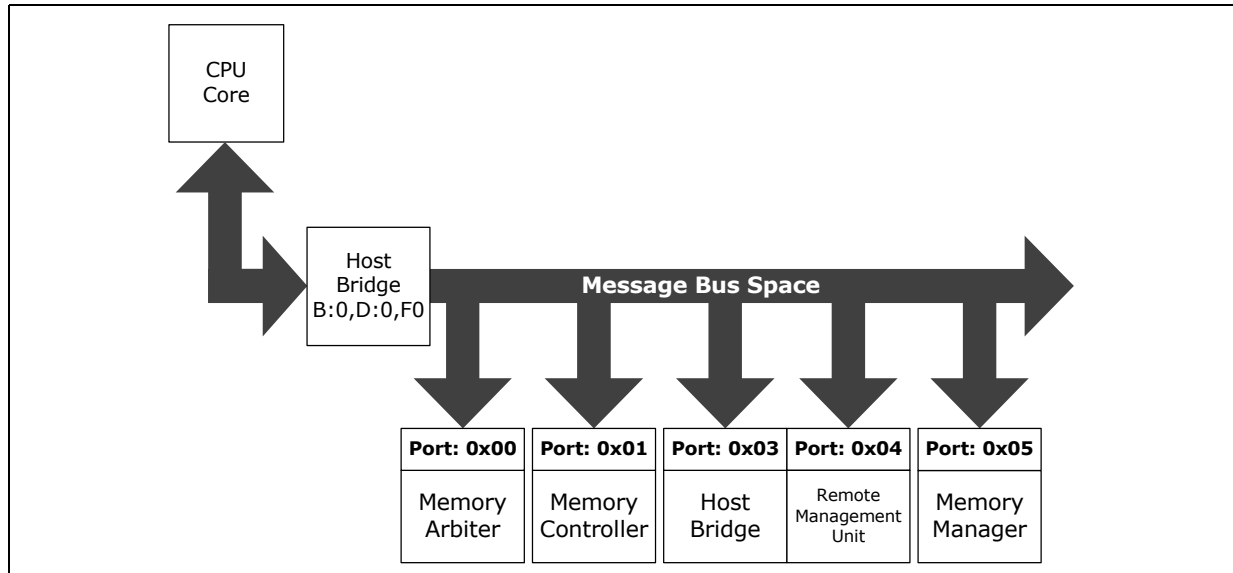 CPU
Core
Host
Bridge
B:0,D:0,F0
Message Bus Space
Port: 0x00
Memory
Arbiter
Port: 0x01
Memory
Controller
Port: 0x03
Host
Bridge
Port: 0x04
Remote
Management
Unit
Port: 0x05
Memory
Manager